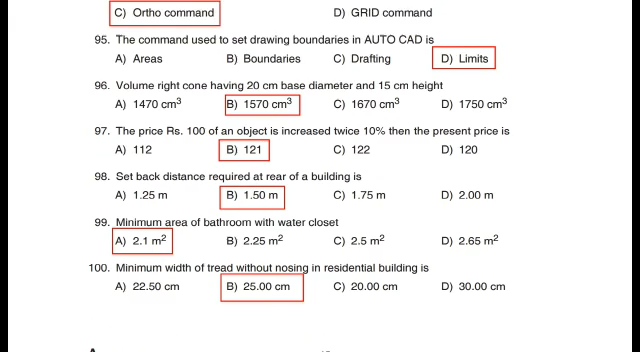 C) Ortho command D) GRID command
95. The command used to set drawing boundaries in AUTO CAD is
A) Areas B) Boundaries C) Drafting D) Limits
96. Volume right cone having 20 cm base diameter and 15 cm height
A) 1470 cm³ B) 1570 cm³ C) 1670 cm³ D) 1750 cm³
97. The price Rs. 100 of an object is increased twice 10% then the present price is
A) 112 B) 121 C) 122 D) 120
98. Set back distance required at rear of a building is
A) 1.25 m B) 1.50 m C) 1.75 m D) 2.00 m
99. Minimum area of bathroom with water closet
A) 2.1 m² B) 2.25 m² C) 2.5 m² D) 2.65 m²
100. Minimum width of tread without nosing in residential building is
A) 22.50 cm B) 25.00 cm C) 20.00 cm D) 30.00 cm